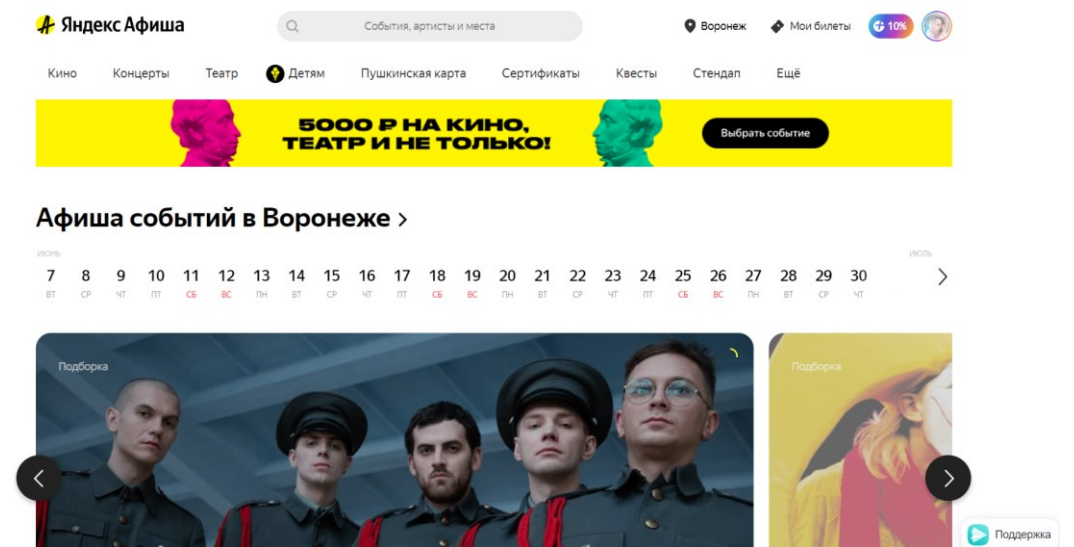 Яндекс Афиша
События, артисты и места
Воронеж
Мои билеты
10%
Кино Концерты Театр Детям Пушкинская карта Сертификаты Квесты Стендап Ещё
5000 ₽ НА КИНО,
ТЕАТР И НЕ ТОЛЬКО!
Выбрать событие
Афиша событий в Воронеже
ИЮНЬ ИЮЛЬ
7 8 9 10 11 12 13 14 15 16 17 18 19 20 21 22 23 24 25 26 27 28 29 30
ВТ СР ЧТ ПТ СБ ВС ПН ВТ СР ЧТ ПТ СБ ВС ПН ВТ СР ЧТ ПТ СБ ВС ПН ВТ СР ЧТ
Подборка Подборка
Поддержка